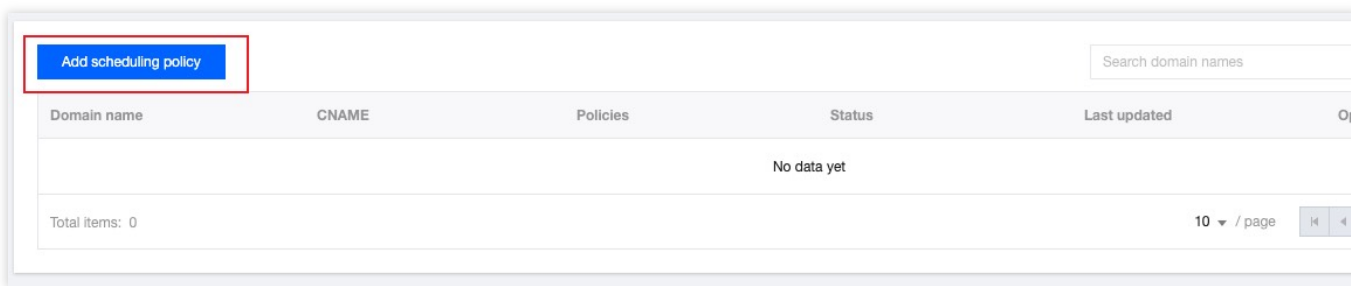 Add scheduling policy
Search domain names
Domain name CNAME Policies Status Last updated
No data yet
Total items: 0 10 / page